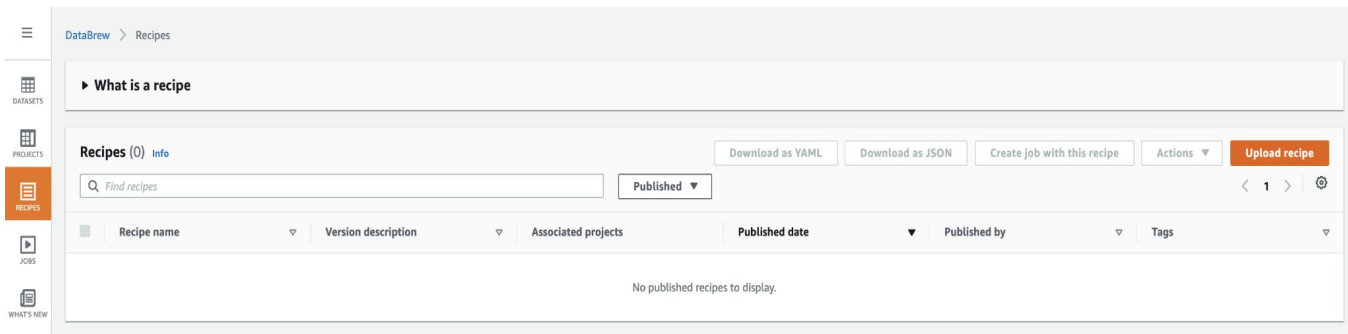 DataBrew > Recipes
DATASETS
PROJECTS
RECIPES
JOBS
WHAT'S NEW
What is a recipe
Recipes (0) Info
Download as YAML
Download as JSON
Create job with this recipe
Actions
Upload recipe
Find recipes
Published
< 1 >
Recipe name
Version description
Associated projects
Published date
Published by
Tags
No published recipes to display.